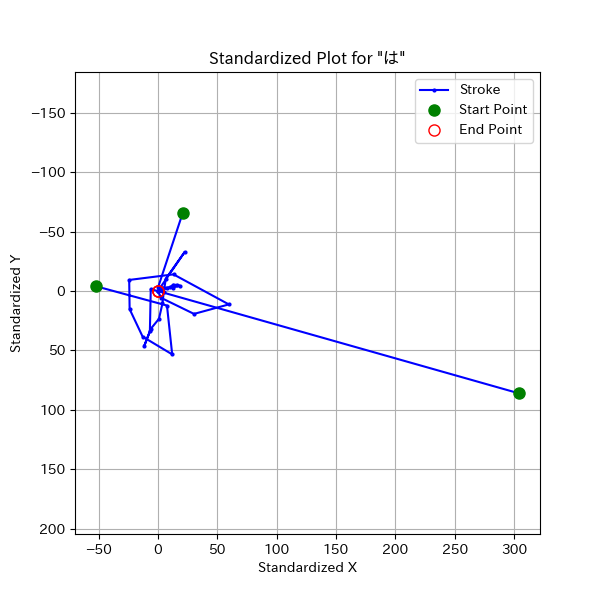 Standardized Plot for "は"
Stroke
Start Point
End Point
−150
−100
−50
0
50
100
150
200
Standardized Y
−50 0 50 100 150 200 250 300
Standardized X